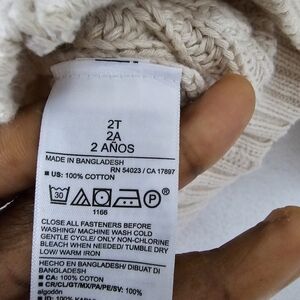 2T
2A
2 AÑOS
MADE IN BANGLADESH
RN 54023 / CA 17897
■ US: 100% COTTON
30 P
1166
CLOSE ALL FASTENERS BEFORE
WASHING/ MACHINE WASH COLD
GENTLE CYCLE/ ONLY NON-CHLORINE
BLEACH WHEN NEEDED/ TUMBLE DRY
LOW/ WARM IRON
HECHO EN BANGLADESH/ DIBUAT DI
BANGLADESH
■ CA: 100% COTON
■ CR/CL/GT/MX/PA/PE/SV: 100%
algodón
■ ID: 100%